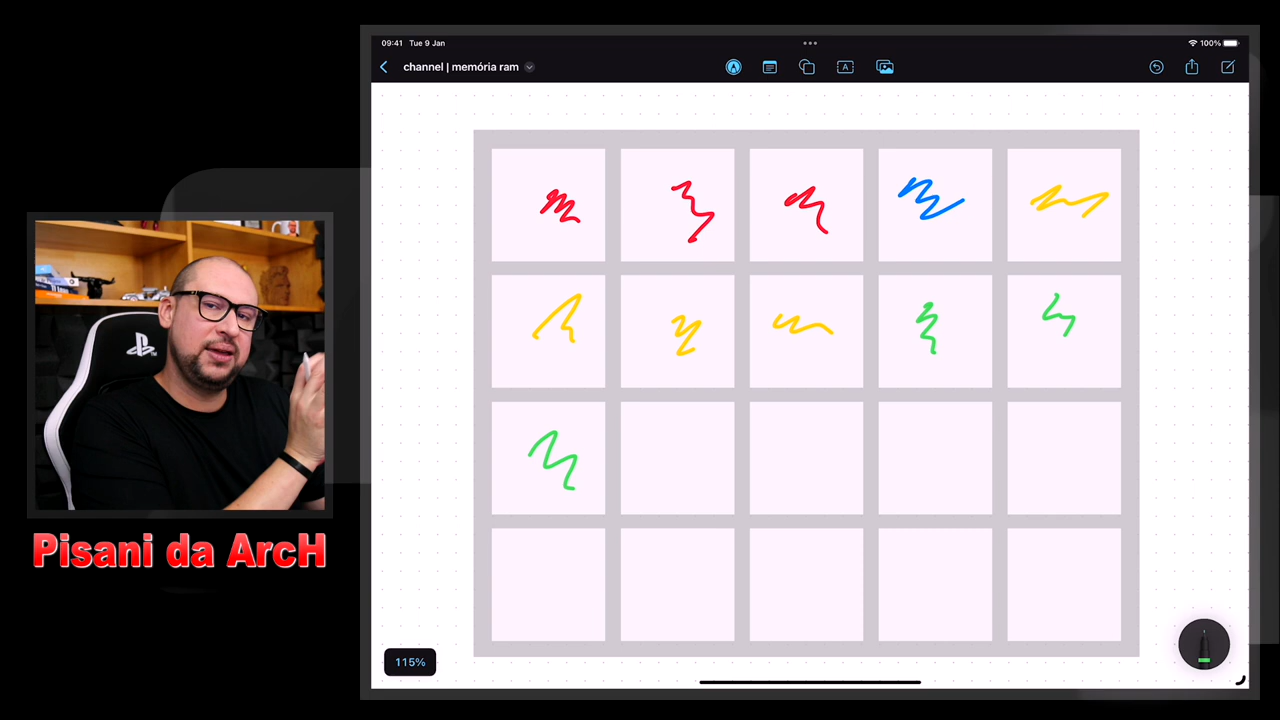 09:41 Tue 9 Jan
100%
channel | memória ram
A
Pisani da ArcH
115%